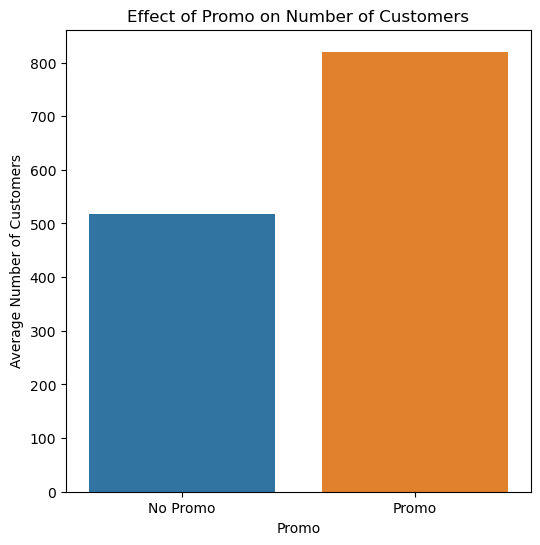 Effect of Promo on Number of Customers
Average Number of Customers
800
700
600
500
400
300
200
100
0
No Promo
Promo
Promo